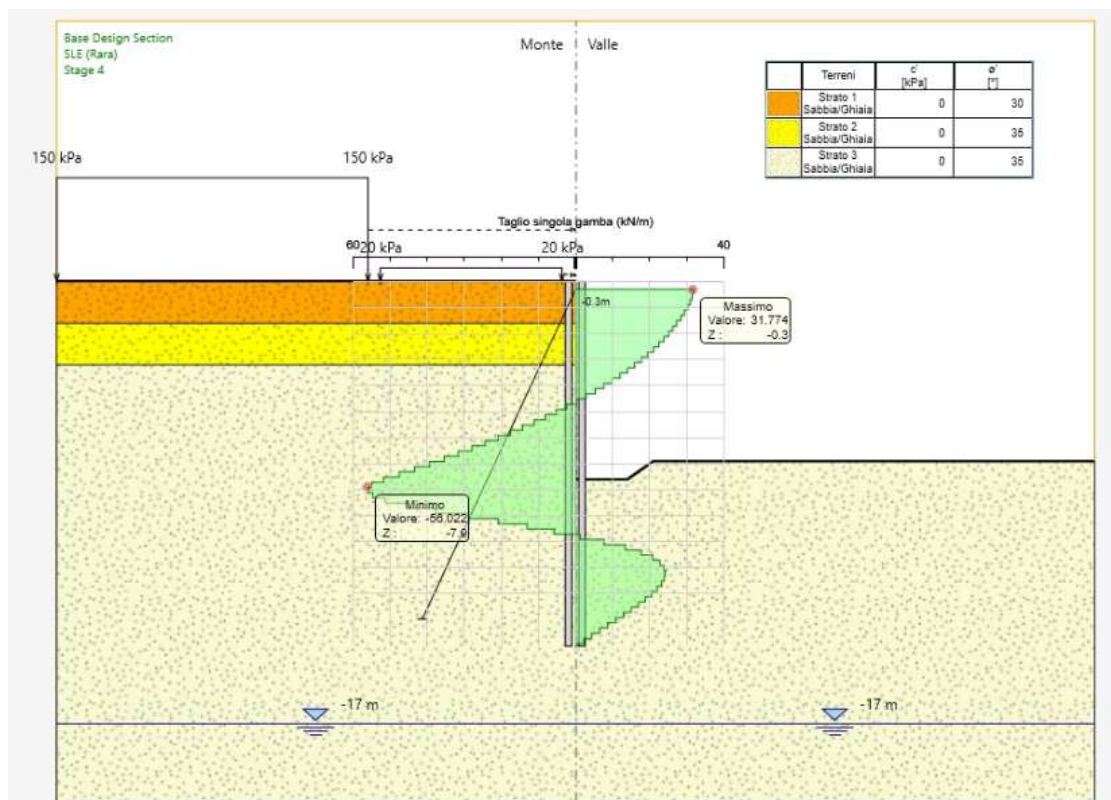 Base Design Section
SLE (Rara)
Stage 4
Monte Valle
Terreni c' [kPa] ø' [°]
Strato 1 Sabbia/Ghiaia 0 30
Strato 2 Sabbia/Ghiaia 0 35
Strato 3 Sabbia/Ghiaia 0 35
150 kPa 150 kPa
Taglio singola gamba (kN/m)
60 40
20 kPa 20 kPa
-0.3m
Massimo
Valore: 31.774
Z : -0.3
Minimo
Valore: -56.022
Z : -7.9
-17 m -17 m